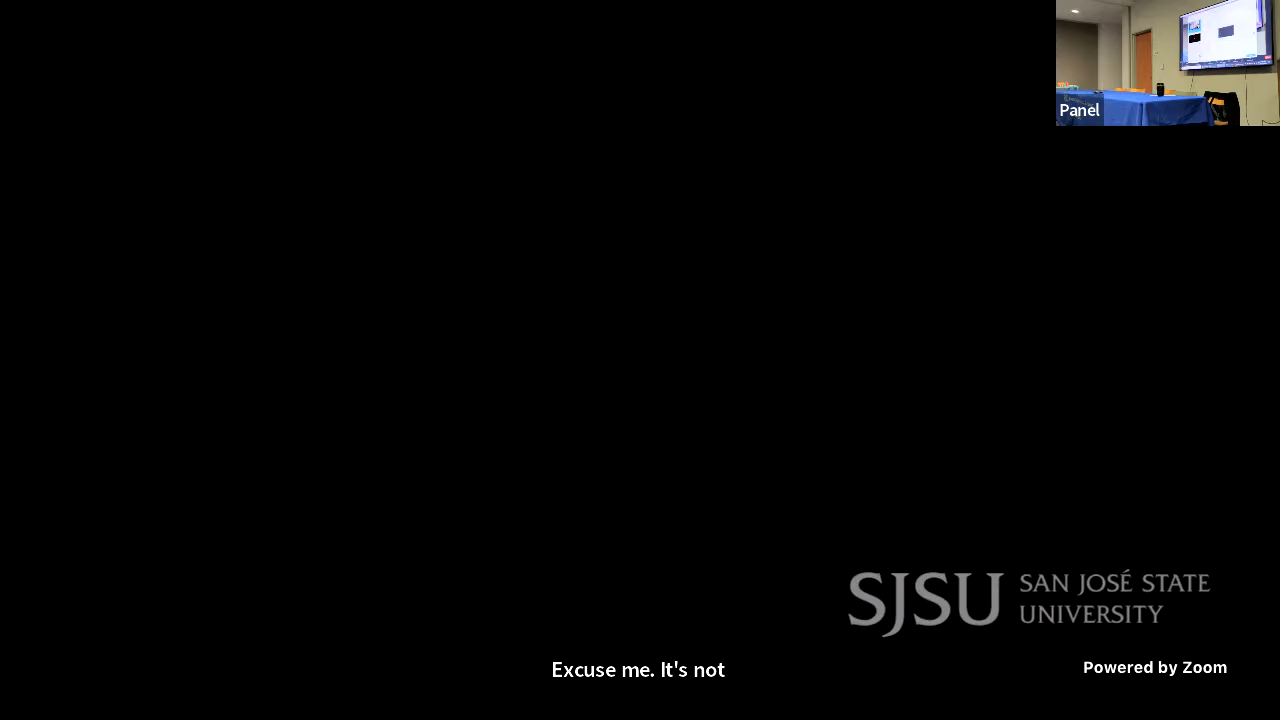 Panel
SJSU SAN JOSÉ STATE
UNIVERSITY
Excuse me. It's not
Powered by Zoom